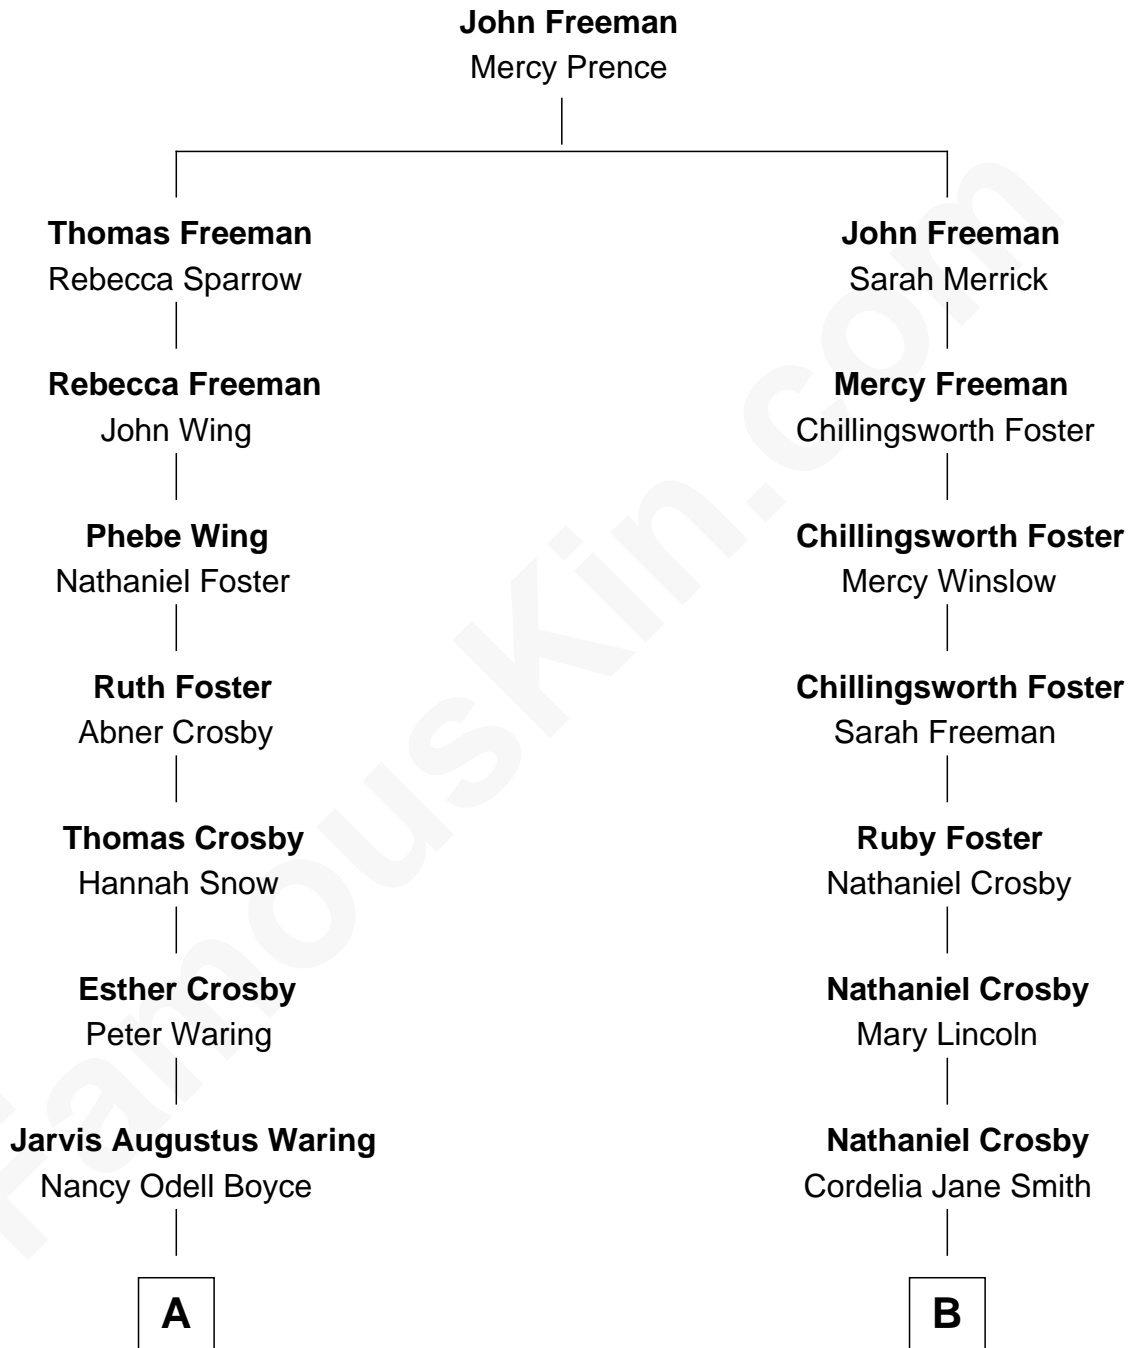 John Freeman
Mercy Prence
Thomas Freeman
Rebecca Sparrow
John Freeman
Sarah Merrick
Rebecca Freeman
John Wing
Mercy Freeman
Chillingsworth Foster
Phebe Wing
Nathaniel Foster
Chillingsworth Foster
Mercy Winslow
Ruth Foster
Abner Crosby
Chillingsworth Foster
Sarah Freeman
Thomas Crosby
Hannah Snow
Ruby Foster
Nathaniel Crosby
Esther Crosby
Peter Waring
Nathaniel Crosby
Mary Lincoln
Jarvis Augustus Waring
Nancy Odell Boyce
Nathaniel Crosby
Cordelia Jane Smith
A
B
FamousKin.com